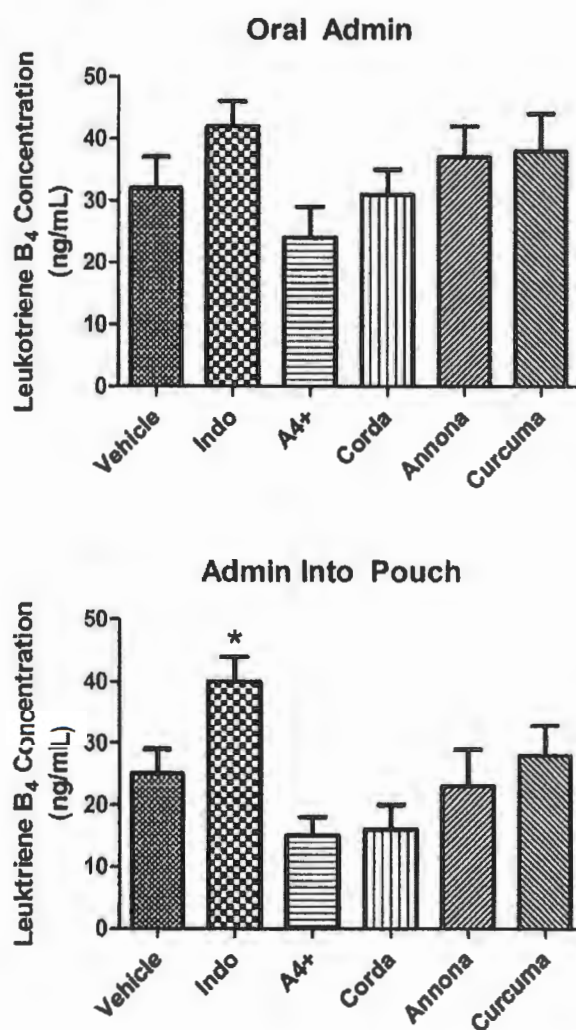 Oral Admin
Leukotriene B4 Concentration
(ng/mL)
50
40
30
20
10
0
Vehicle
Indo
A4+
Corda
Annona
Curcuma
Admin Into Pouch
Leuktriene B4 Concentration
(ng/mL)
50
*
40
30
20
10
0
Vehicle
Indo
A4+
Corda
Annona
Curcuma